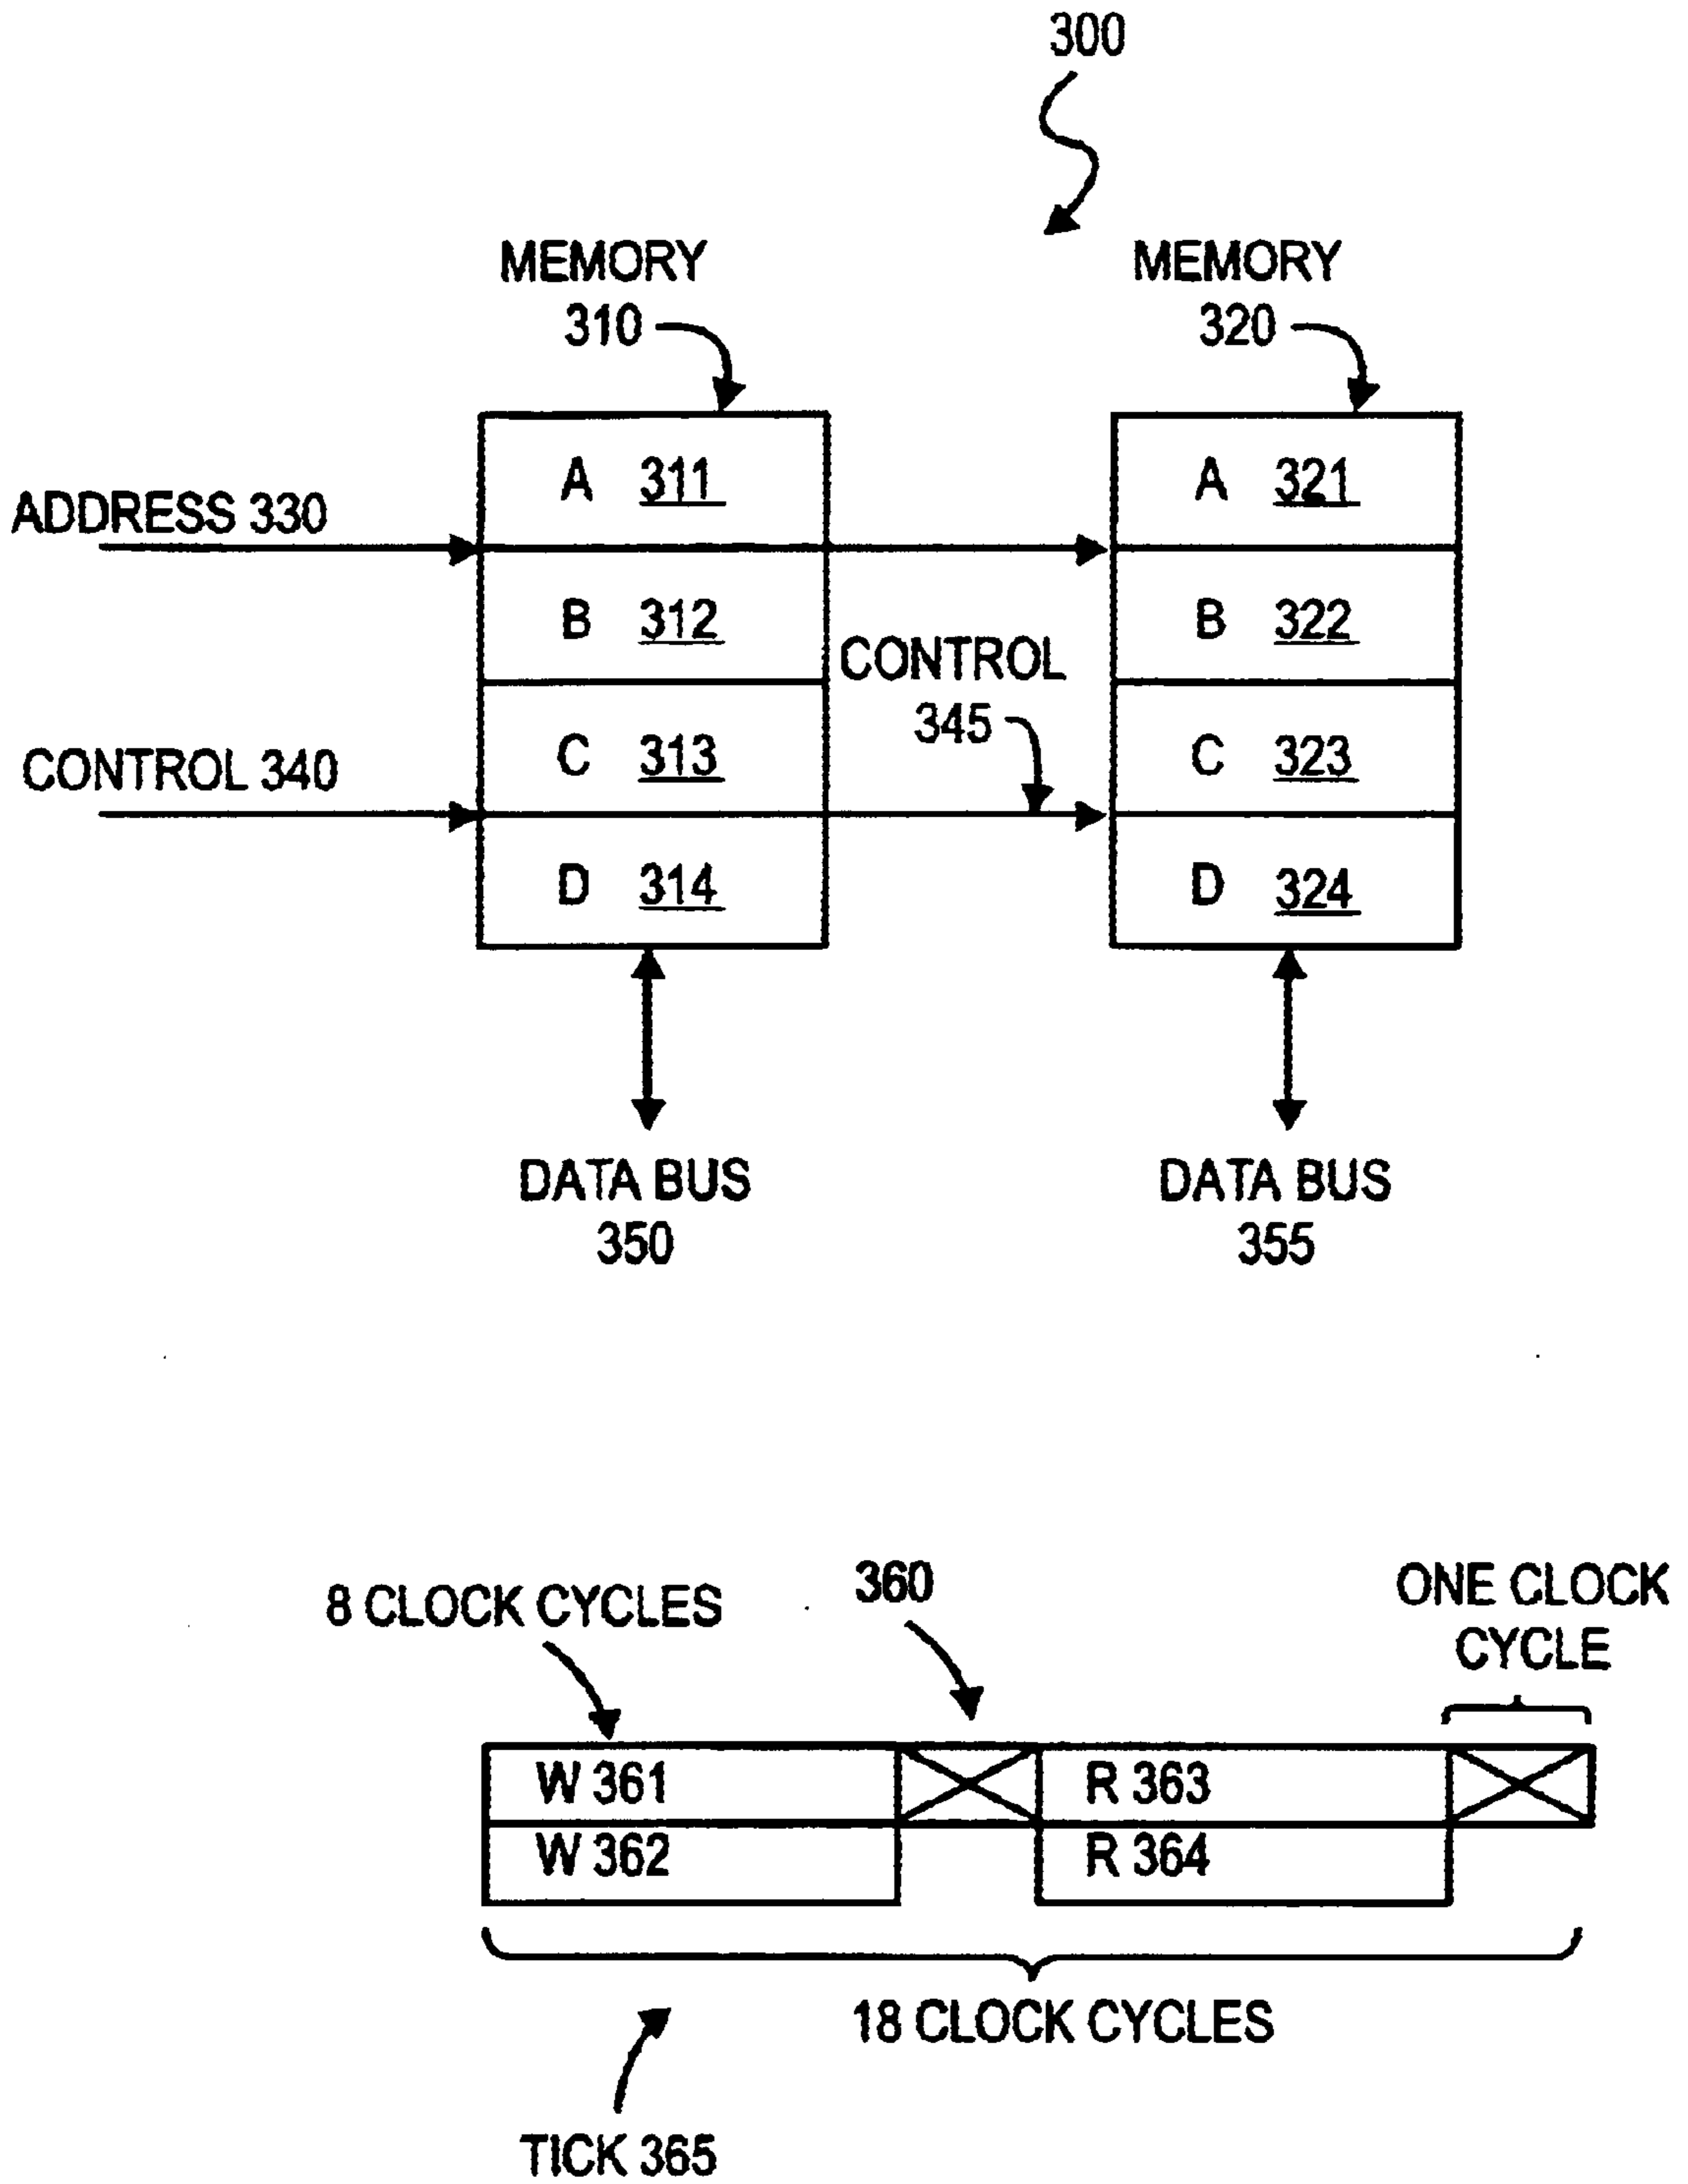 300
MEMORY
310
MEMORY
320
A 311
A 321
ADDRESS 330
B 312
B 322
CONTROL
345
C 313
C 323
CONTROL 340
D 314
D 324
DATA BUS
350
DATA BUS
355
8 CLOCK CYCLES
360
ONE CLOCK
CYCLE
W 361
R 363
W 362
R 364
18 CLOCK CYCLES
TICK 365